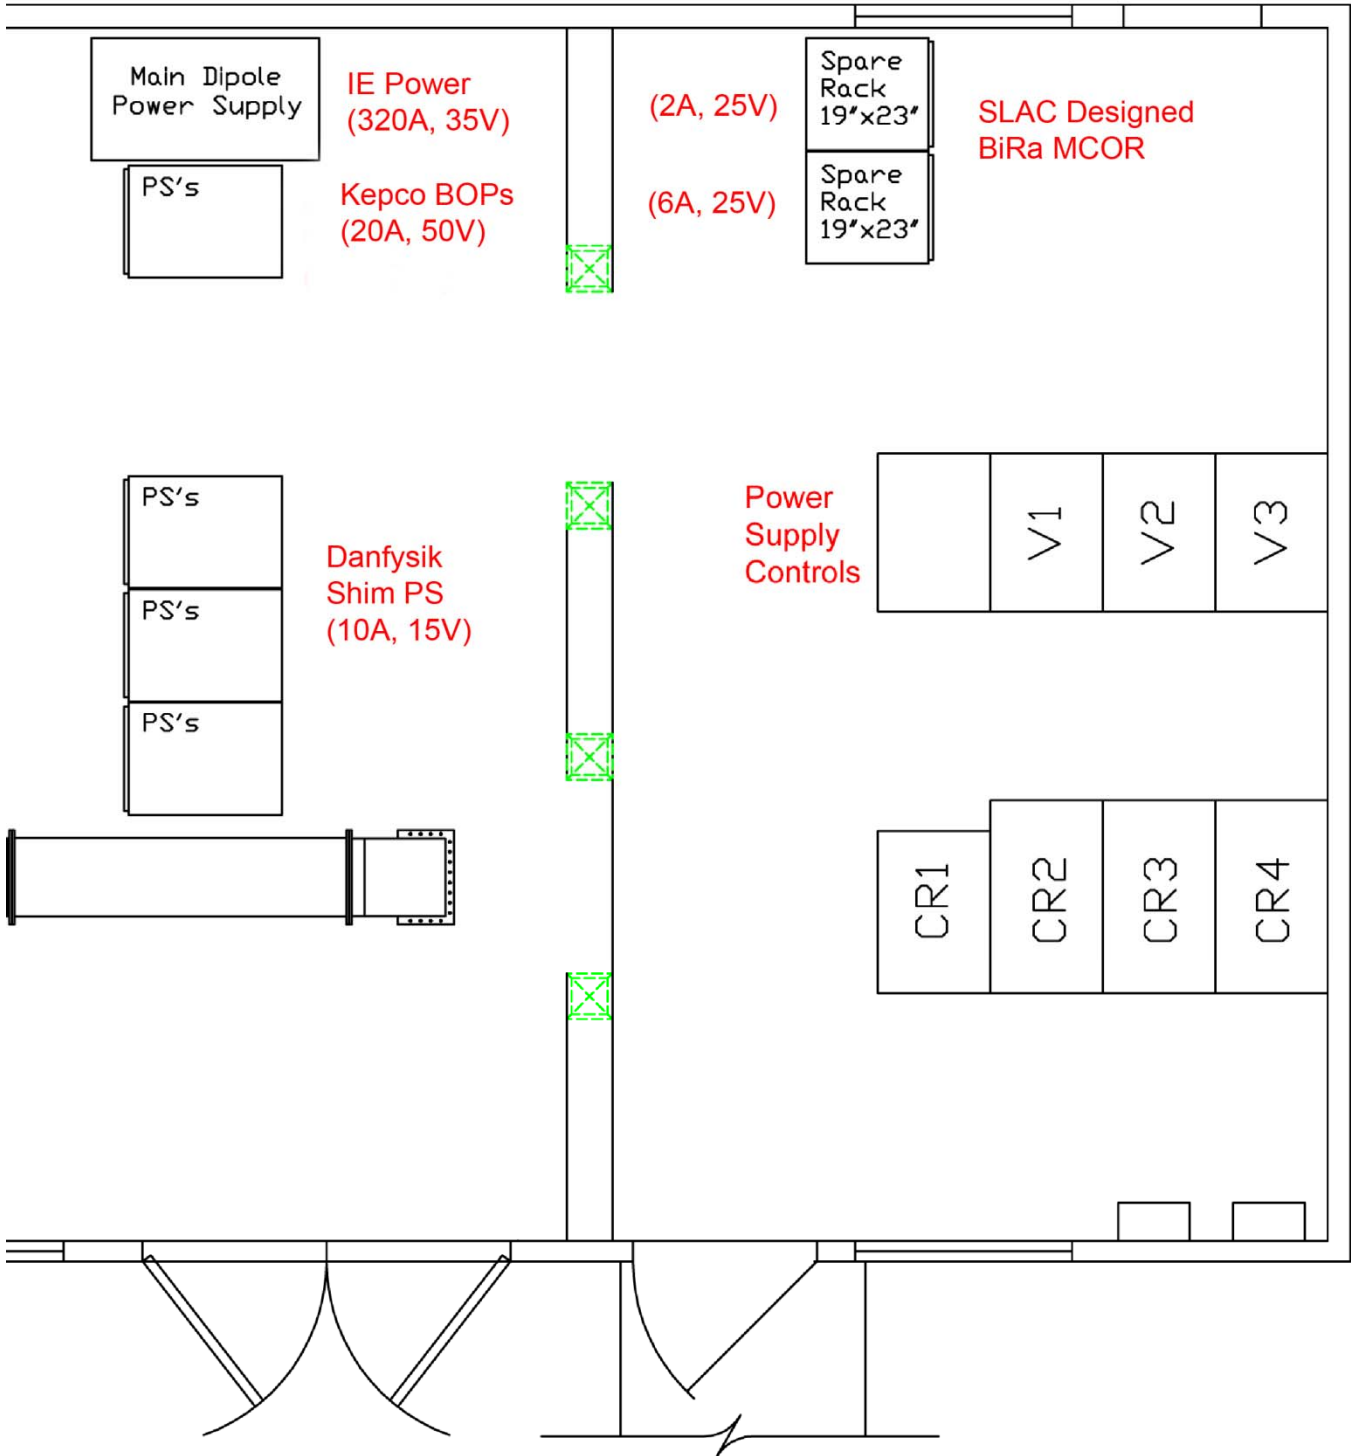 Main Dipole
Power Supply
IE Power
(320A, 35V)
PS's
Kepco BOPs
(20A, 50V)
(2A, 25V)
Spare
Rack
19"x23"
SLAC Designed
BiRa MCOR
(6A, 25V)
Spare
Rack
19"x23"
PS's
PS's
PS's
Danfysik
Shim PS
(10A, 15V)
Power
Supply
Controls
V1
V2
V3
CR1
CR2
CR3
CR4